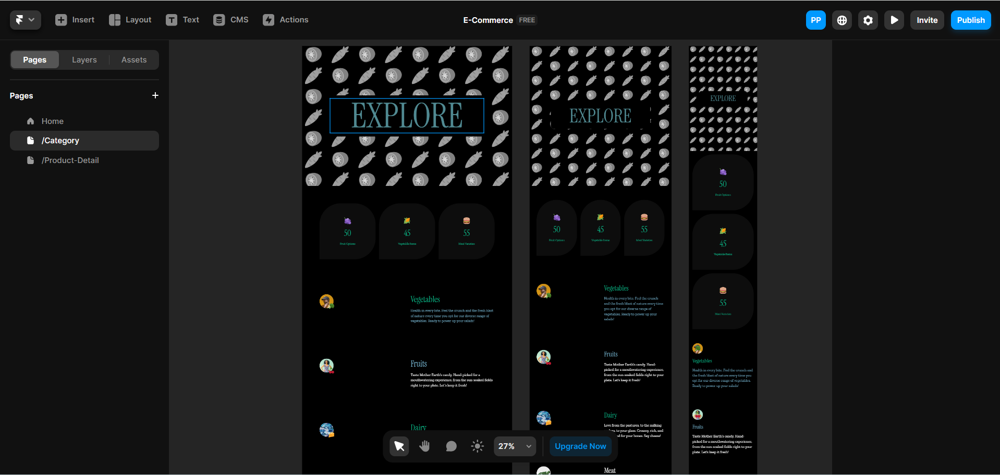 Insert
Layout
Text
CMS
Actions
E-Commerce FREE
PP
Invite
Publish
Pages
Layers
Assets
Pages
Home
/Category
/Product-Detail
EXPLORE
50
Fruit Options
45
Vegetable Items
55
Meat Varieties
Vegetables
Health in every bite. Feel the crunch and the fresh blast
of nature every time you opt for our diverse range of
vegetables. Ready to power up your salads!
Fruits
Taste Mother Earth's candy. Hand-picked for a
mouthwatering experience, from the sun-soaked fields
right to your plate. Let's keep it fresh!
Dairy
EXPLORE
50
Fruit Options
45
Vegetable Items
55
Meat Varieties
Vegetables
Health in every bite. Feel the crunch
and the fresh blast of nature every time
you opt for our diverse range of
vegetables. Ready to power up your
salads!
Fruits
Taste Mother Earth's candy. Hand-
picked for a mouthwatering experience,
from the sun-soaked fields right to your
plate. Let's keep it fresh!
Dairy
Love from the pastures, to the milking
to your glass. Creamy, rich, and
for your bones. Say cheese!
Meat
EXPLORE
50
Fruit Options
45
Vegetable Items
55
Meat Varieties
Vegetables
Health in every bite. Feel the crunch and
the fresh blast of nature every time you
opt for our diverse range of vegetables.
Ready to power up your salads!
Fruits
Taste Mother Earth's candy. Hand-
picked for a mouthwatering experience,
from the sun-soaked fields right to your
plate. Let's keep it fresh!
27%
Upgrade Now